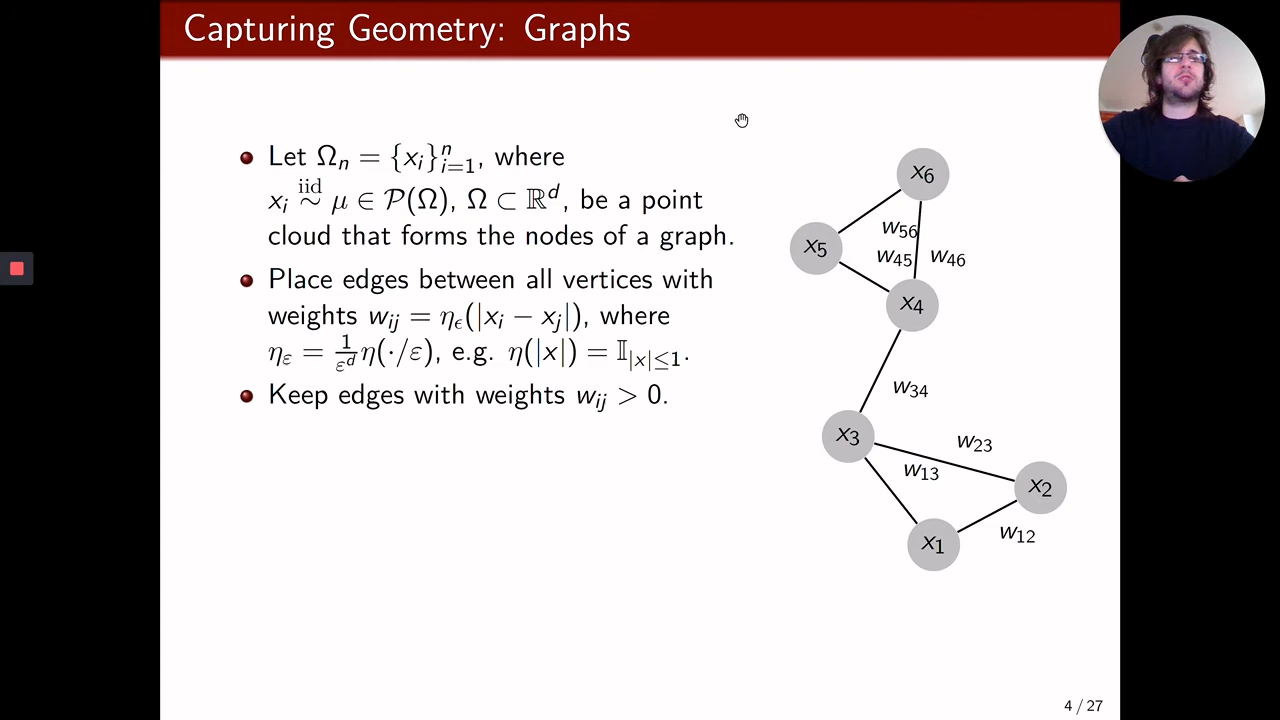 Capturing Geometry: Graphs
Let Ωₙ = {xᵢ}ⁿᵢ₌₁, where
xᵢ iid∼ μ ∈ 𝒫(Ω), Ω ⊂ ℝᵈ, be a point
cloud that forms the nodes of a graph.
Place edges between all vertices with
weights wᵢⱼ = ηϵ(|xᵢ − xⱼ|), where
ηε = 1/εᵈ η(·/ε), e.g. η(|x|) = 𝕀|x|≤1.
Keep edges with weights wᵢⱼ > 0.
x₆
w₅₆
x₅
w₄₅ w₄₆
x₄
w₃₄
x₃
w₂₃
w₁₃
x₂
w₁₂
x₁
4 / 27